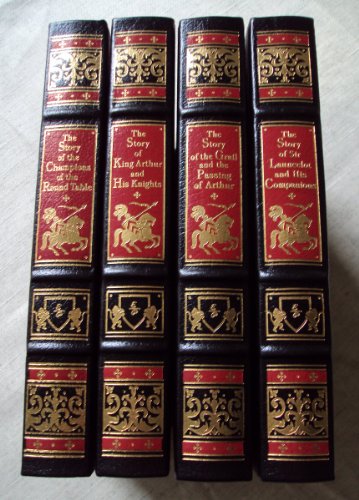 The
Story
of the
Champions
of the
Round Table
The
Story
of
King Arthur
and
His Knights
The
Story
of the Grail
and the
Passing
of Arthur
The
Story
of Sir
Launcelot
and His
Companions